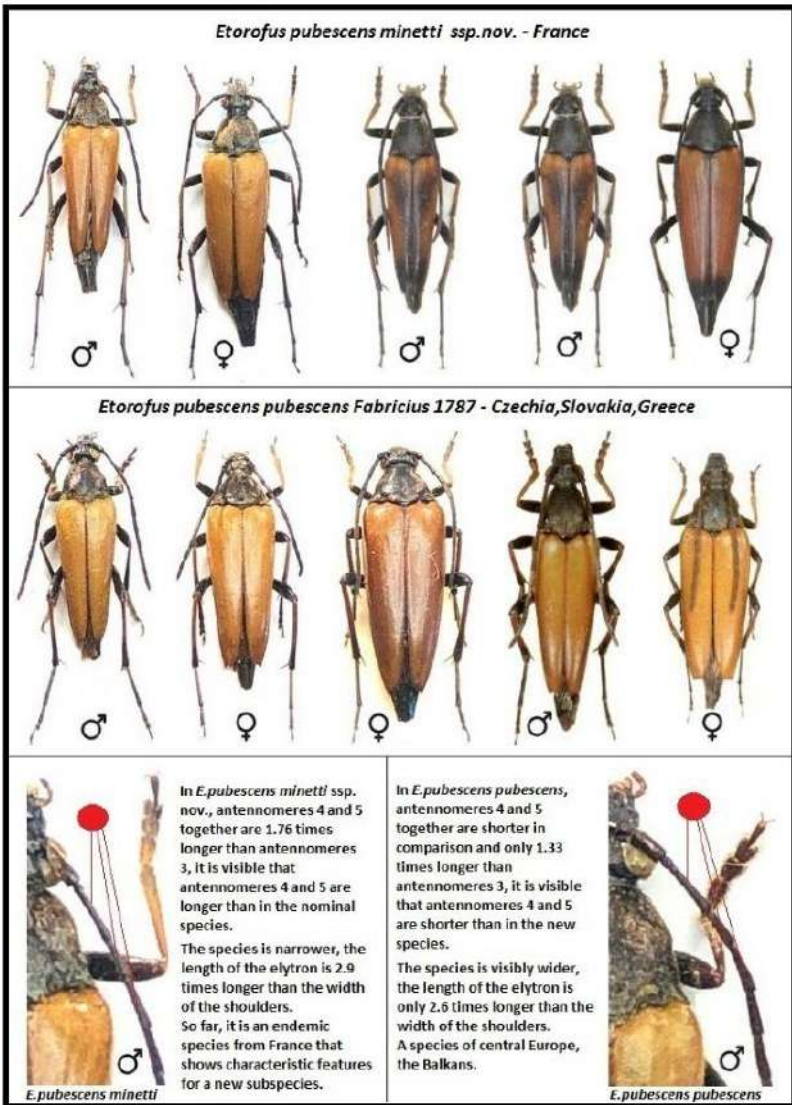 Etorofus pubescens minetti ssp.nov. - France
♂ ♀ ♂ ♂ ♀
Etorofus pubescens pubescens Fabricius 1787 - Czechia,Slovakia,Greece
♂ ♀ ♀ ♂ ♀
In E.pubescens minetti ssp.
nov., antennomeres 4 and 5
together are 1.76 times
longer than antennomeres
3, it is visible that
antennomeres 4 and 5 are
longer than in the nominal
species.
The species is narrower, the
length of the elytron is 2.9
times longer than the width
of the shoulders.
So far, it is an endemic
species from France that
shows characteristic features
for a new subspecies.
♂
E.pubescens minetti
In E.pubescens pubescens,
antennomeres 4 and 5
together are shorter in
comparison and only 1.33
times longer than
antennomeres 3, it is visible
that antennomeres 4 and 5
are shorter than in the new
species.
The species is visibly wider,
the length of the elytron is
only 2.6 times longer than the
width of the shoulders.
A species of central Europe,
the Balkans.
♂
E.pubescens pubescens